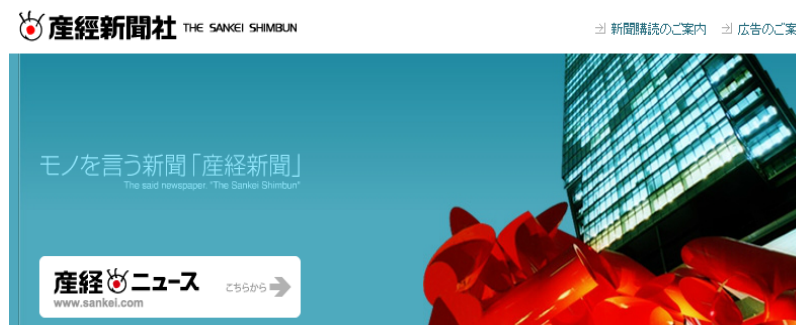 産經新聞社 THE SANKEI SHIMBUN
新聞購読のご案内 広告のご案
モノを言う新聞「産経新聞」
The said newspaper. "The Sankei Shimbun"
産経ニュース こちらから
www.sankei.com